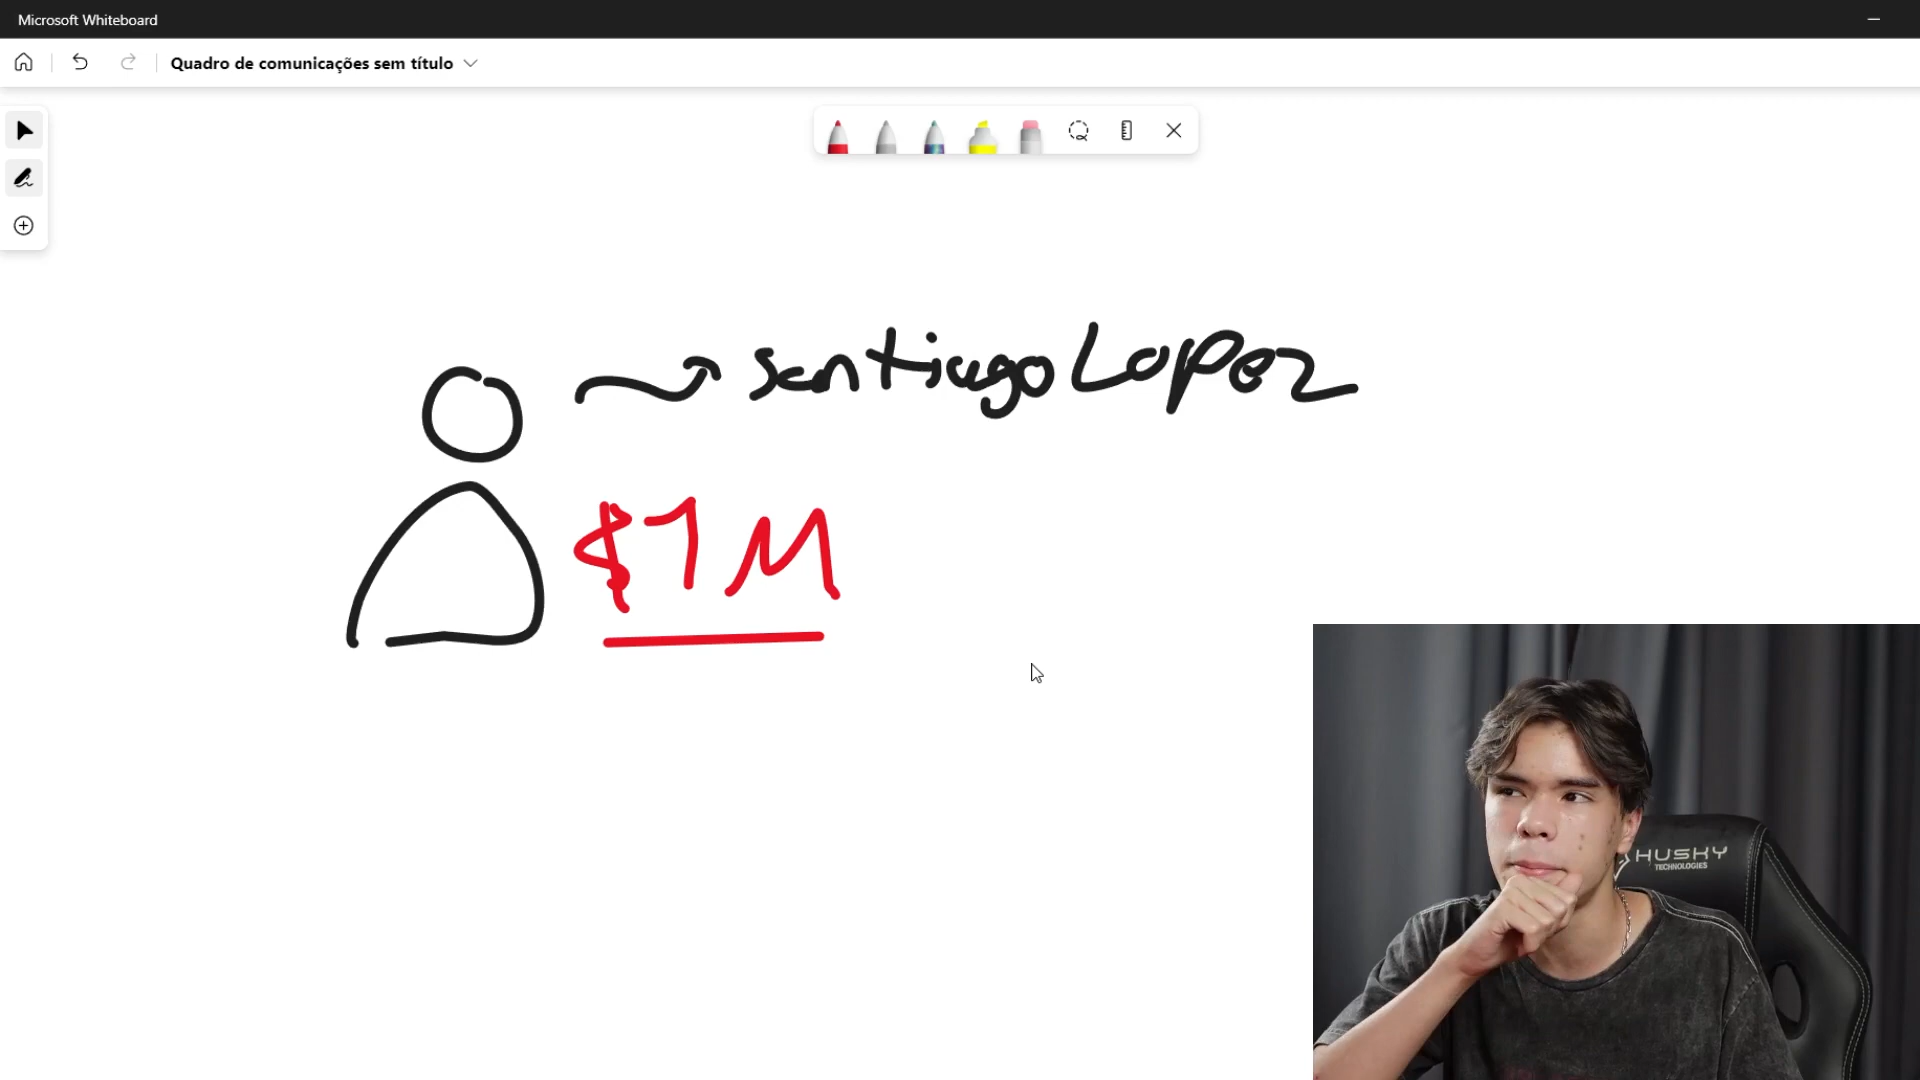 Microsoft Whiteboard
Quadro de comunicações sem título
santiago Lopez
$1M
HUSKY
TECHNOLOGIES